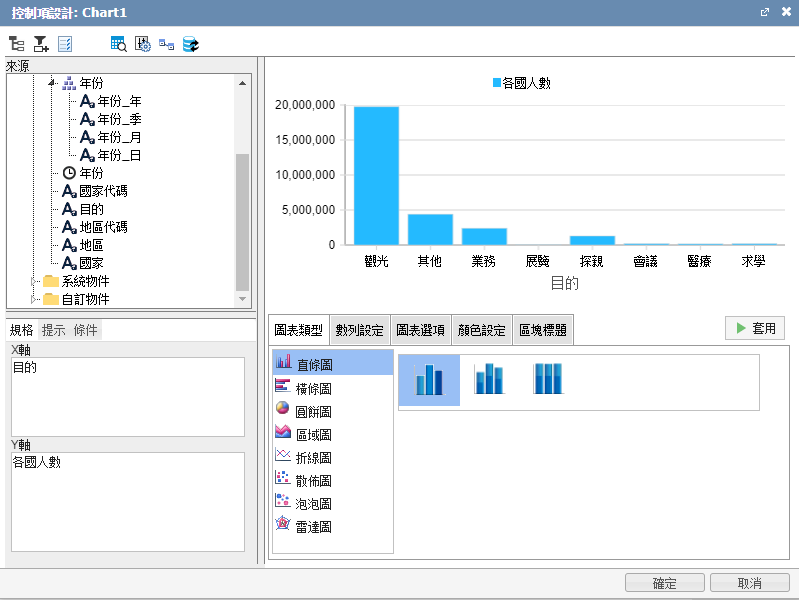 控制項設計: Chart1
來源
年份
年份_年
年份_季
年份_月
年份_日
年份
國家代碼
目的
地區代碼
地區
國家
系統物件
自訂物件
規格 提示 條件
X軸
目的
Y軸
各國人數
各國人數
20,000,000
15,000,000
10,000,000
5,000,000
0
觀光 其他 業務 展覽 探親 會議 醫療 求學
目的
圖表類型 數列設定 圖表選項 顏色設定 區塊標題 套用
直條圖
橫條圖
圓餅圖
區域圖
折線圖
散佈圖
泡泡圖
雷達圖
確定 取消